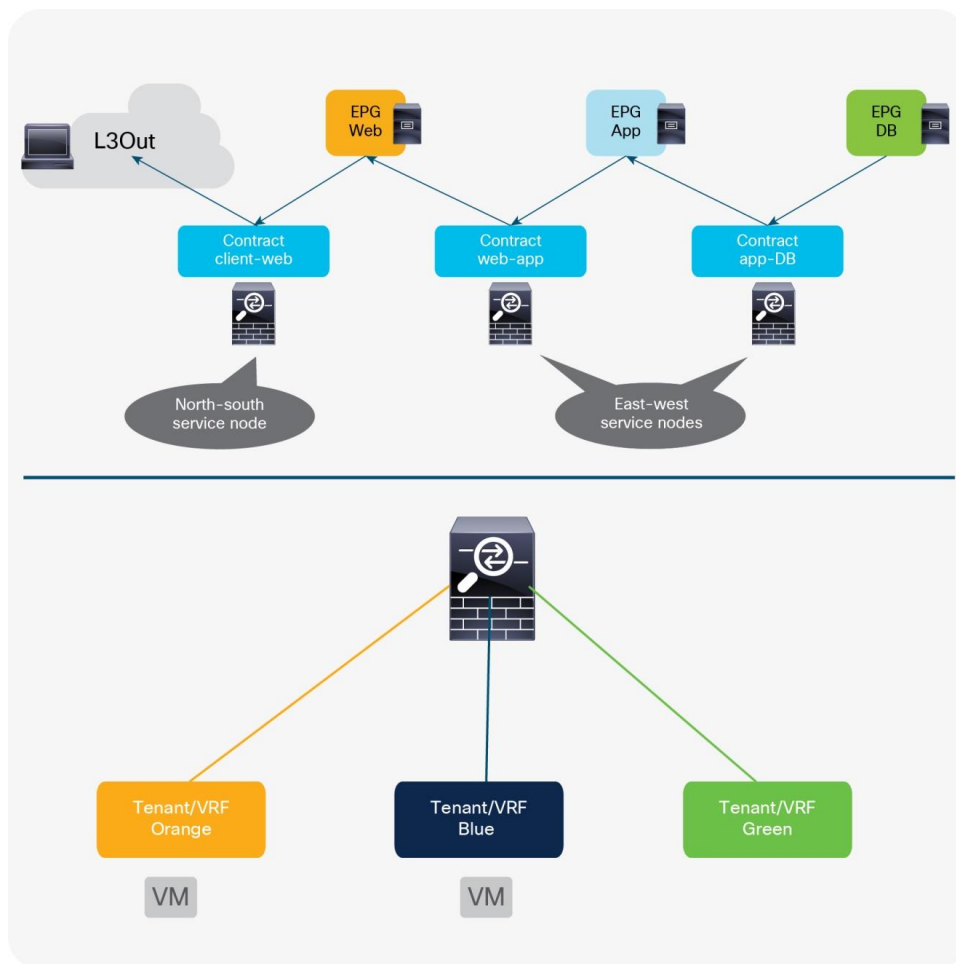 L3Out
EPG
Web
EPG
App
EPG
DB
Contract
client-web
Contract
web-app
Contract
app-DB
North-south
service node
East-west
service nodes
Tenant/VRF
Orange
Tenant/VRF
Blue
Tenant/VRF
Green
VM
VM